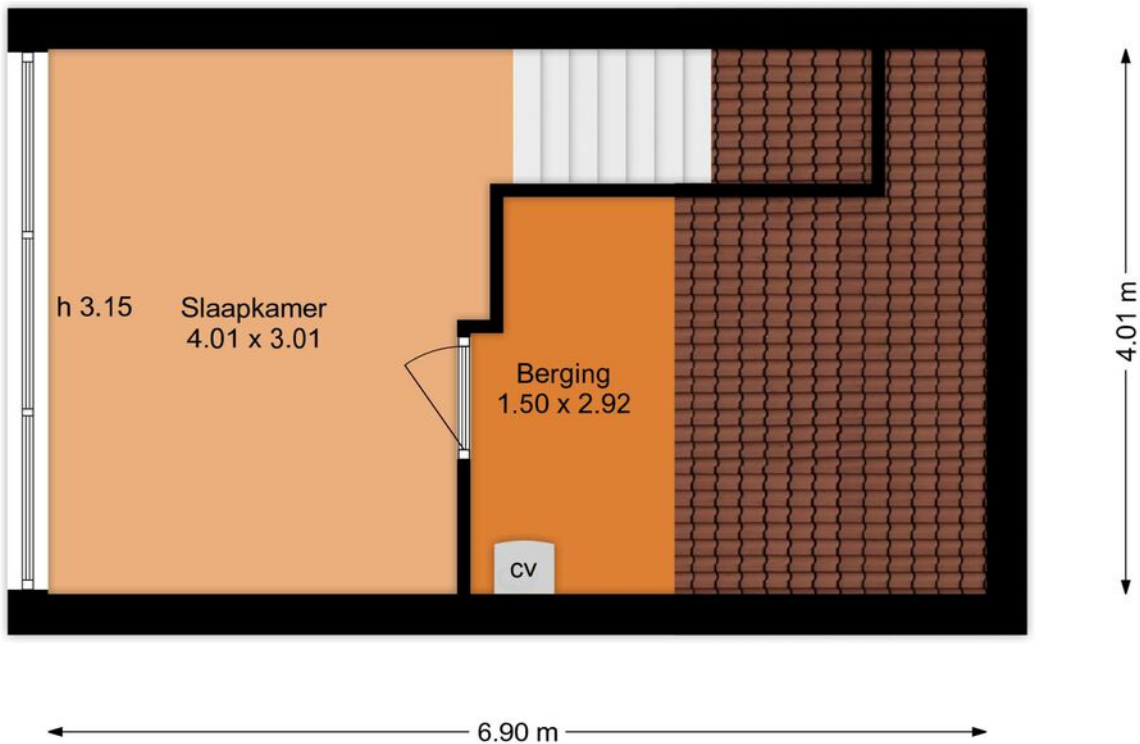 h 3.15
Slaapkamer
4.01 x 3.01
Berging
1.50 x 2.92
CV
4.01 m
6.90 m